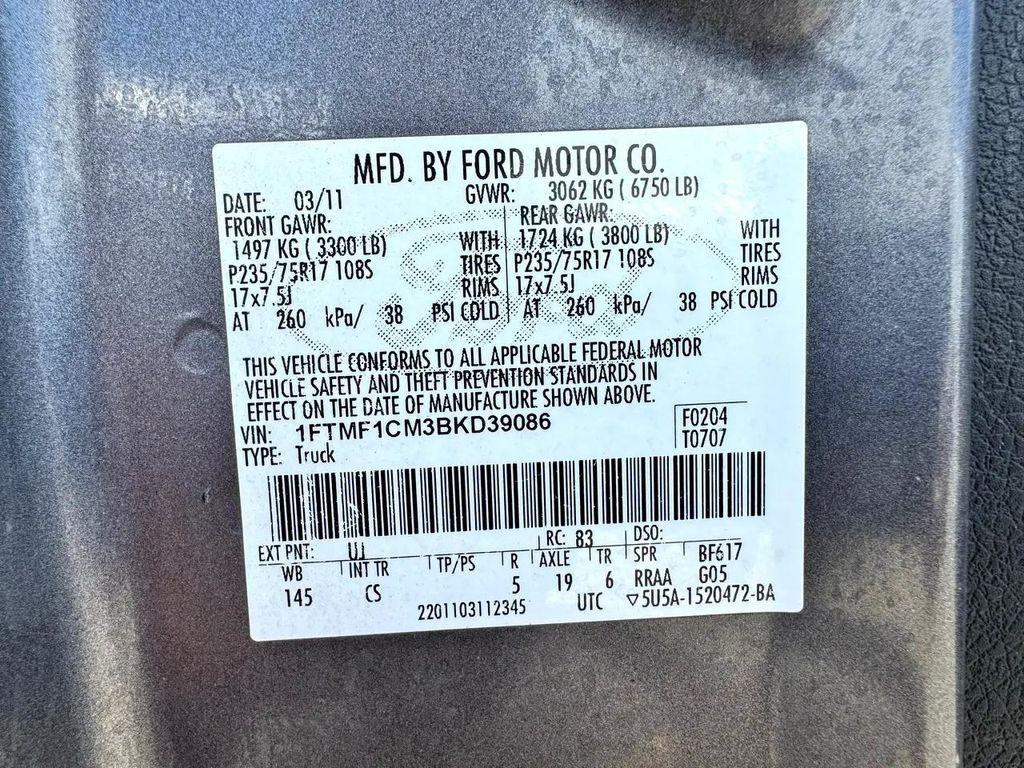 MFD. BY FORD MOTOR CO.
DATE: 03/11 GVWR: 3062 KG ( 6750 LB)
FRONT GAWR: REAR GAWR:
1497 KG ( 3300 LB) WITH 1724 KG ( 3800 LB) WITH
P235/75R17 108S TIRES P235/75R17 108S TIRES
17x7.5J RIMS 17x7.5J RIMS
AT 260 kPa/ 38 PSI COLD AT 260 kPa/ 38 PSI COLD
THIS VEHICLE CONFORMS TO ALL APPLICABLE FEDERAL MOTOR
VEHICLE SAFETY AND THEFT PREVENTION STANDARDS IN
EFFECT ON THE DATE OF MANUFACTURE SHOWN ABOVE.
VIN: 1FTMF1CM3BKD39086 F0204
TYPE: Truck T0707
EXT PNT: UJ RC: 83 DSO:
WB INT TR TP/PS R AXLE TR SPR BF617
145 CS 5 19 6 RRAA G05
2201103112345 UTC ▽5U5A-1520472-BA